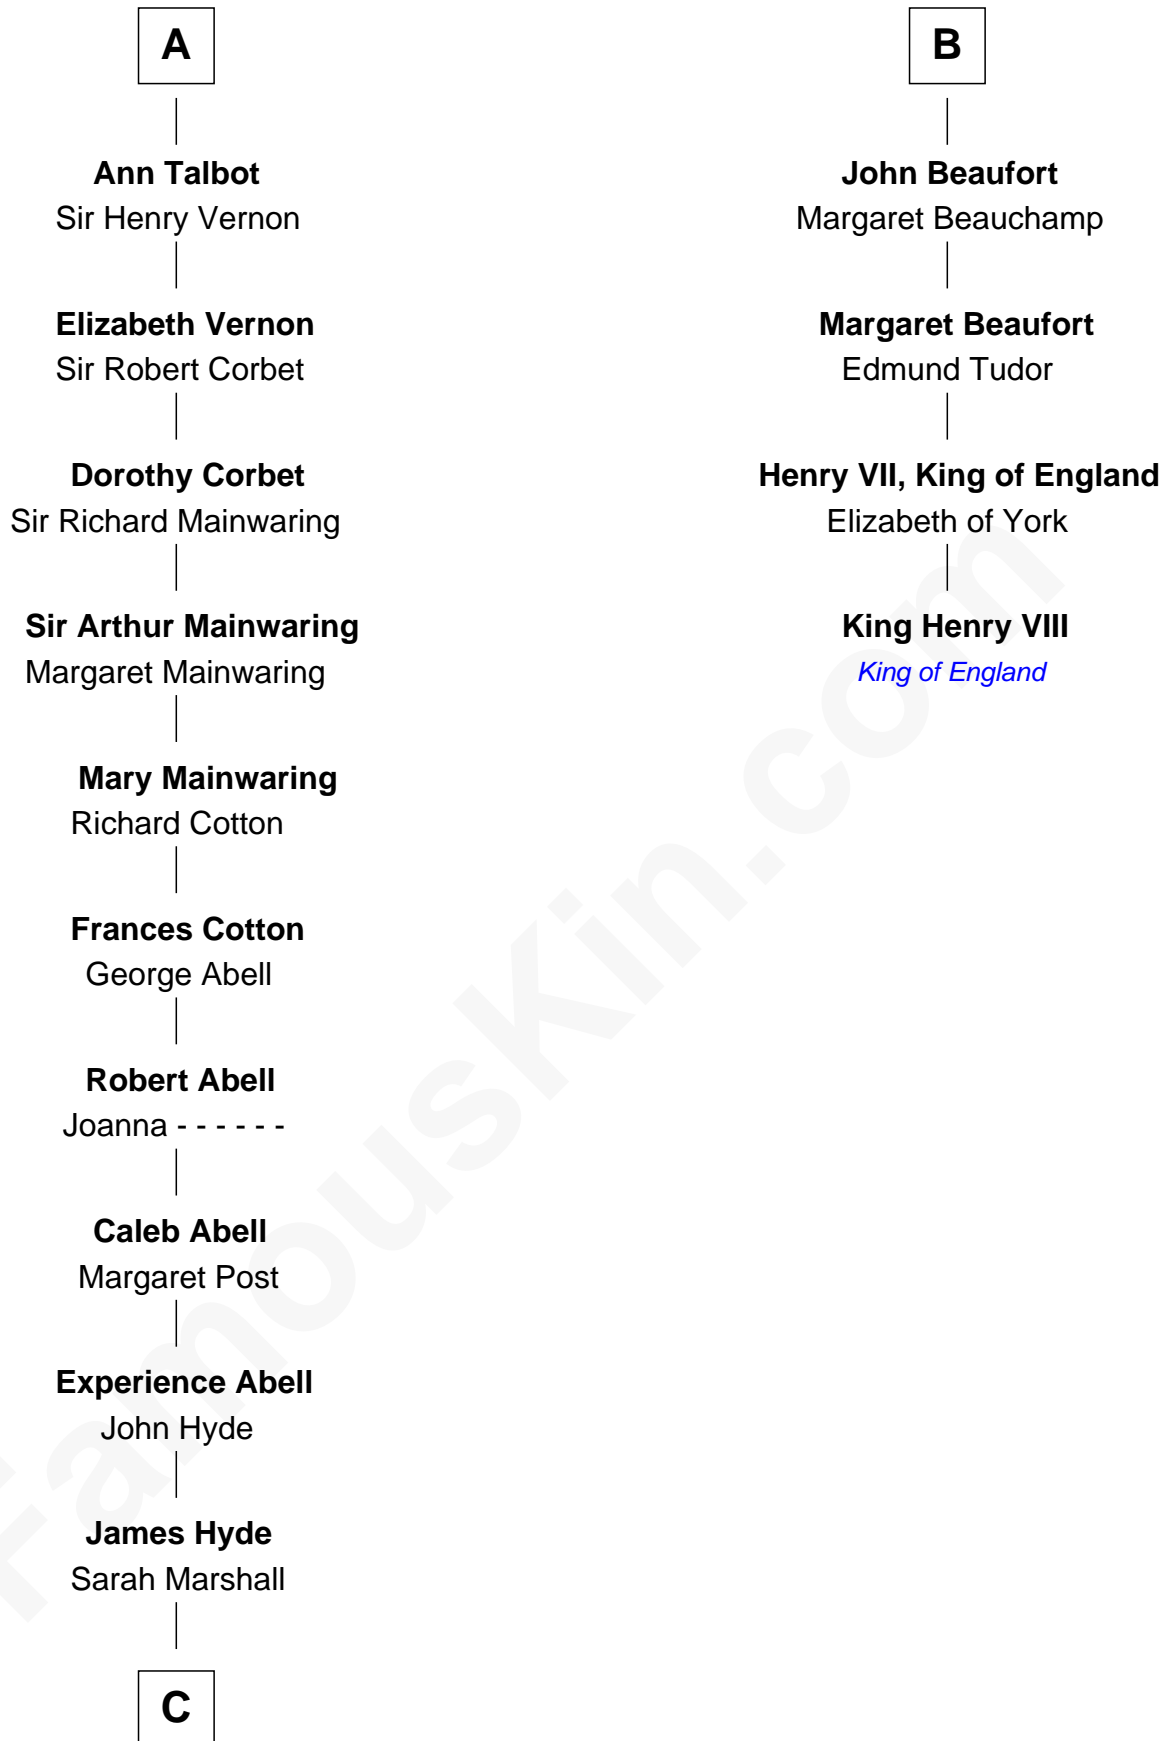 A
Ann Talbot
Sir Henry Vernon
Elizabeth Vernon
Sir Robert Corbet
Dorothy Corbet
Sir Richard Mainwaring
Sir Arthur Mainwaring
Margaret Mainwaring
Mary Mainwaring
Richard Cotton
Frances Cotton
George Abell
Robert Abell
Joanna - - - - - -
Caleb Abell
Margaret Post
Experience Abell
John Hyde
James Hyde
Sarah Marshall
C
B
John Beaufort
Margaret Beauchamp
Margaret Beaufort
Edmund Tudor
Henry VII, King of England
Elizabeth of York
King Henry VIII
King of England
FamousKin.com